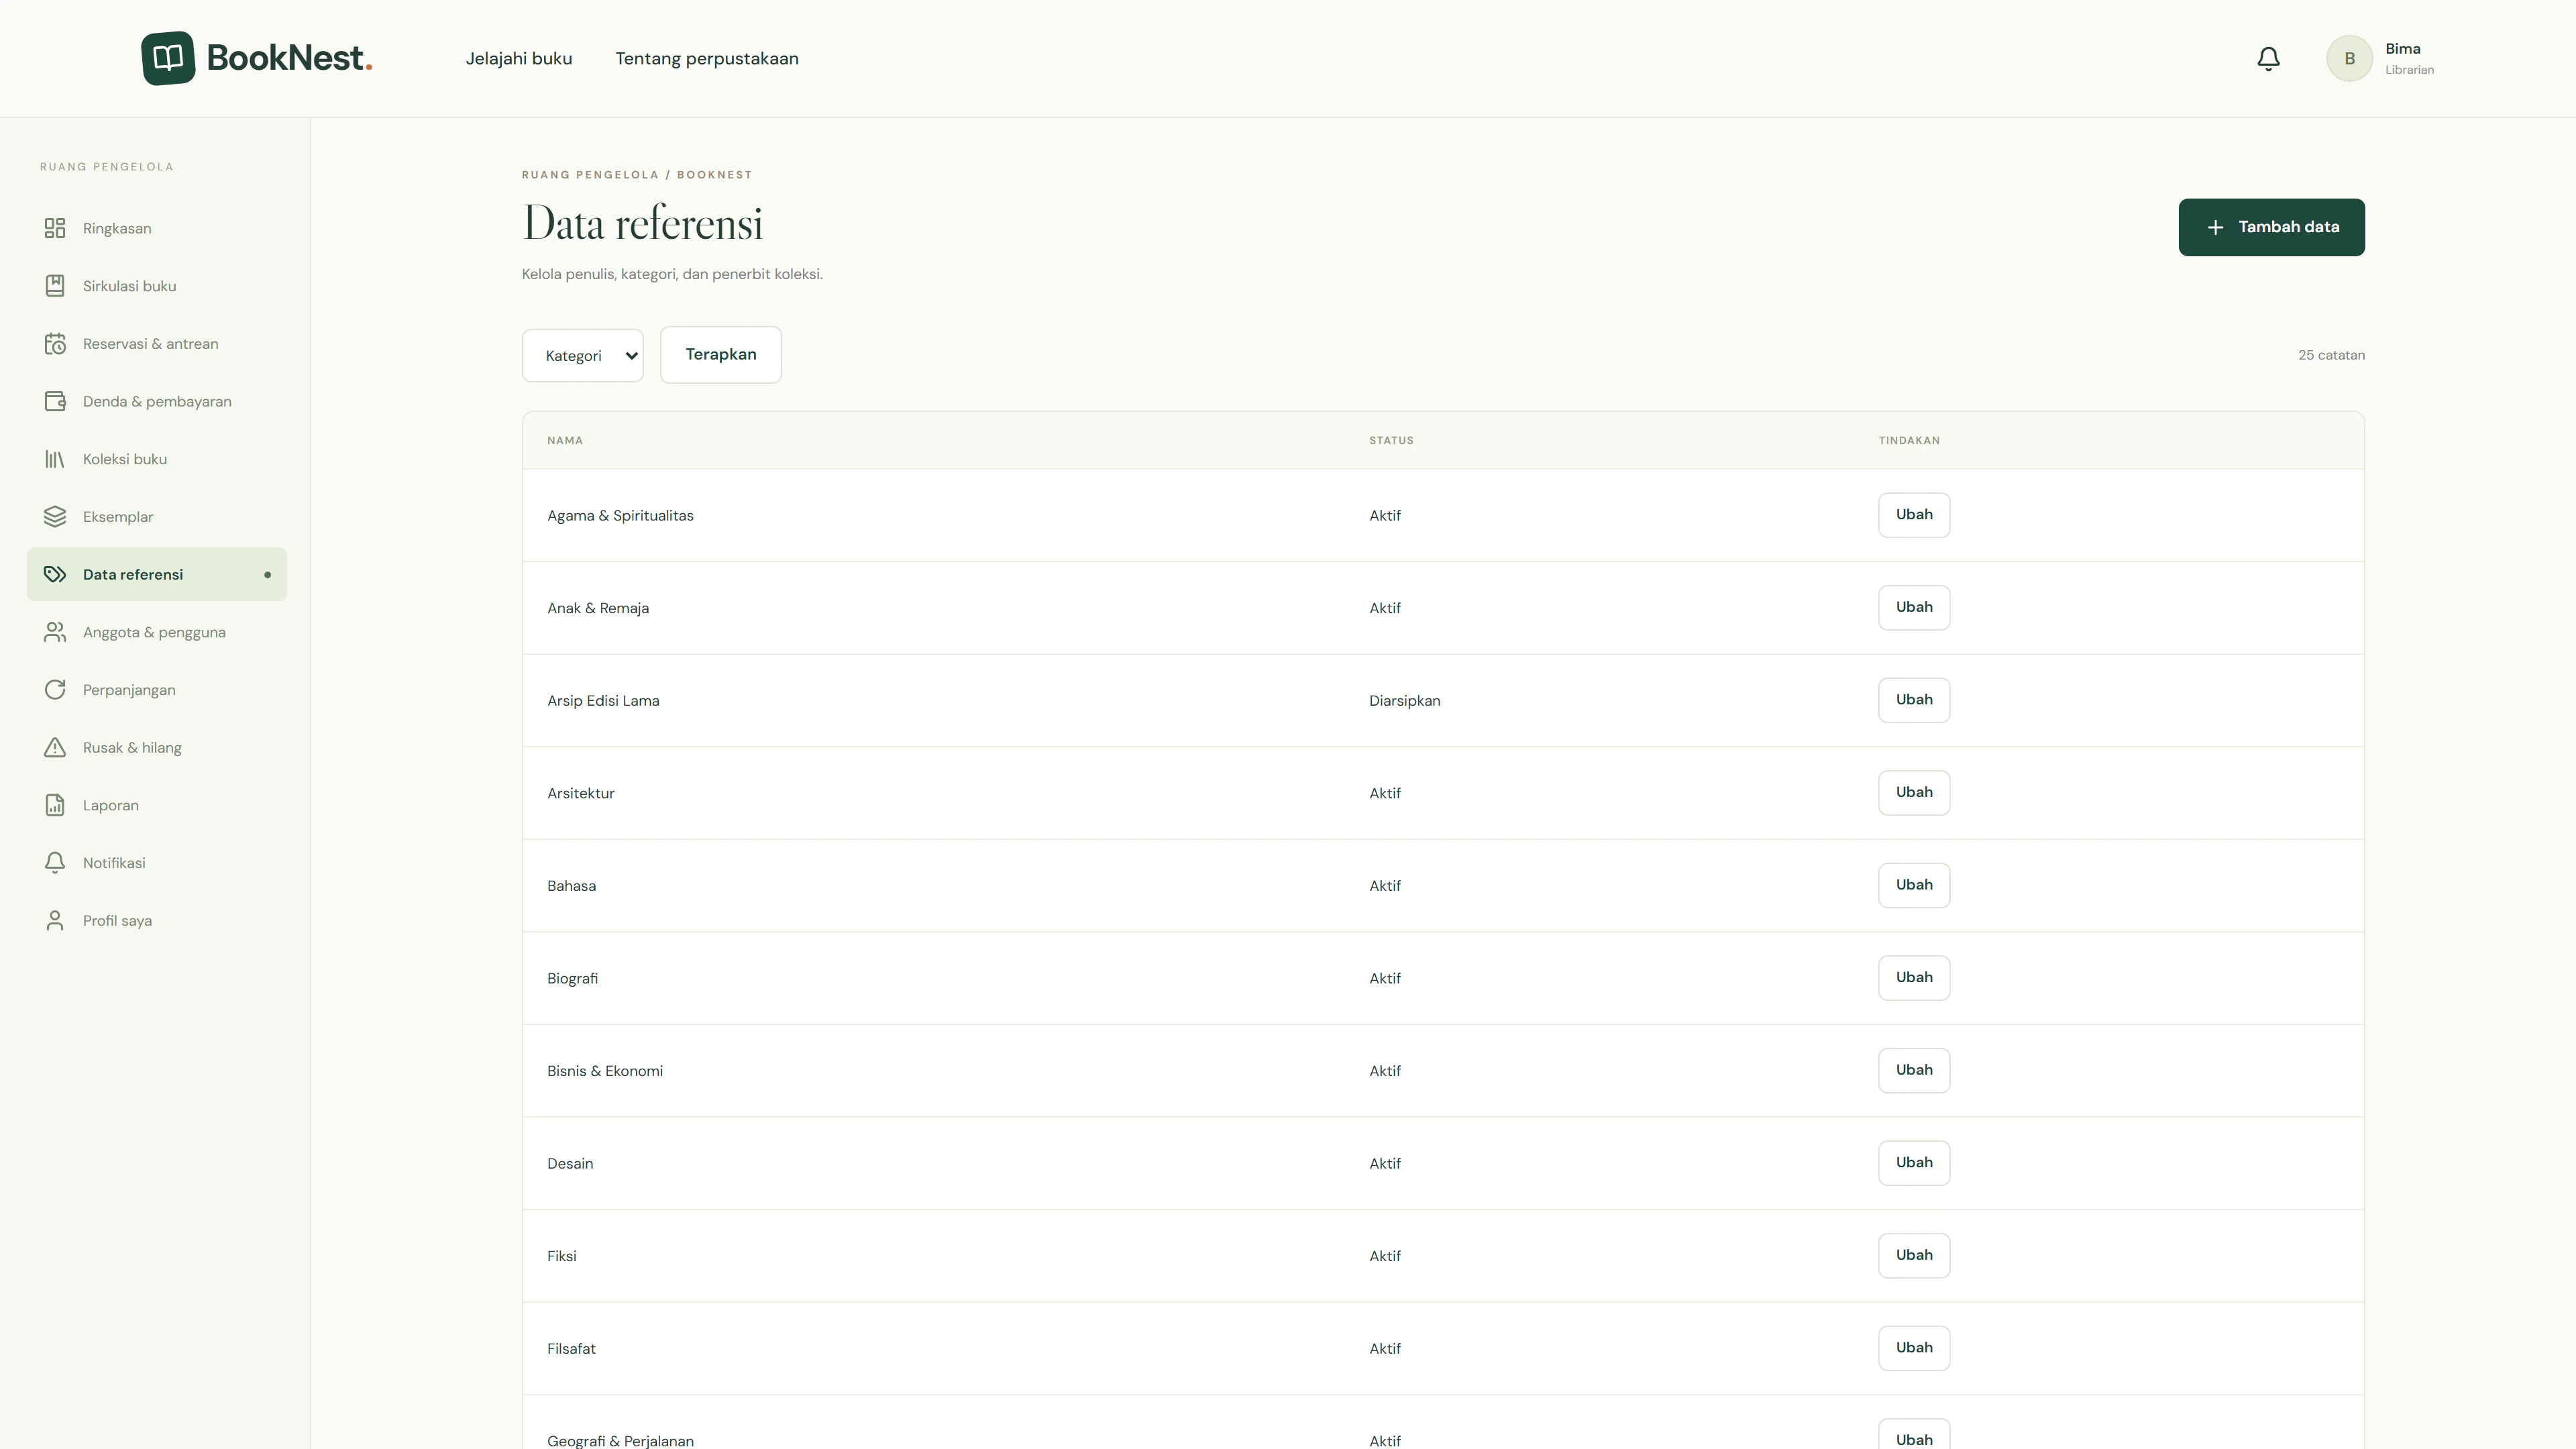 BookNest.
Jelajahi buku
Tentang perpustakaan
B
Bima
Librarian
RUANG PENGELOLA
Ringkasan
Sirkulasi buku
Reservasi & antrean
Denda & pembayaran
Koleksi buku
Eksemplar
Data referensi
Anggota & pengguna
Perpanjangan
Rusak & hilang
Laporan
Notifikasi
Profil saya
RUANG PENGELOLA / BOOKNEST
Data referensi
Kelola penulis, kategori, dan penerbit koleksi.
Tambah data
Kategori
Terapkan
25 catatan
NAMA STATUS TINDAKAN
Agama & Spiritualitas Aktif Ubah
Anak & Remaja Aktif Ubah
Arsip Edisi Lama Diarsipkan Ubah
Arsitektur Aktif Ubah
Bahasa Aktif Ubah
Biografi Aktif Ubah
Bisnis & Ekonomi Aktif Ubah
Desain Aktif Ubah
Fiksi Aktif Ubah
Filsafat Aktif Ubah
Geografi & Perjalanan Aktif Ubah